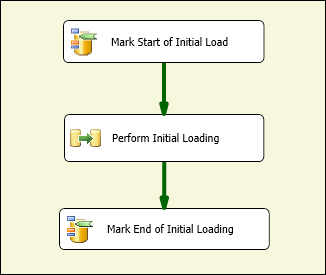 Mark Start of Initial Load
Perform Initial Loading
Mark End of Initial Loading